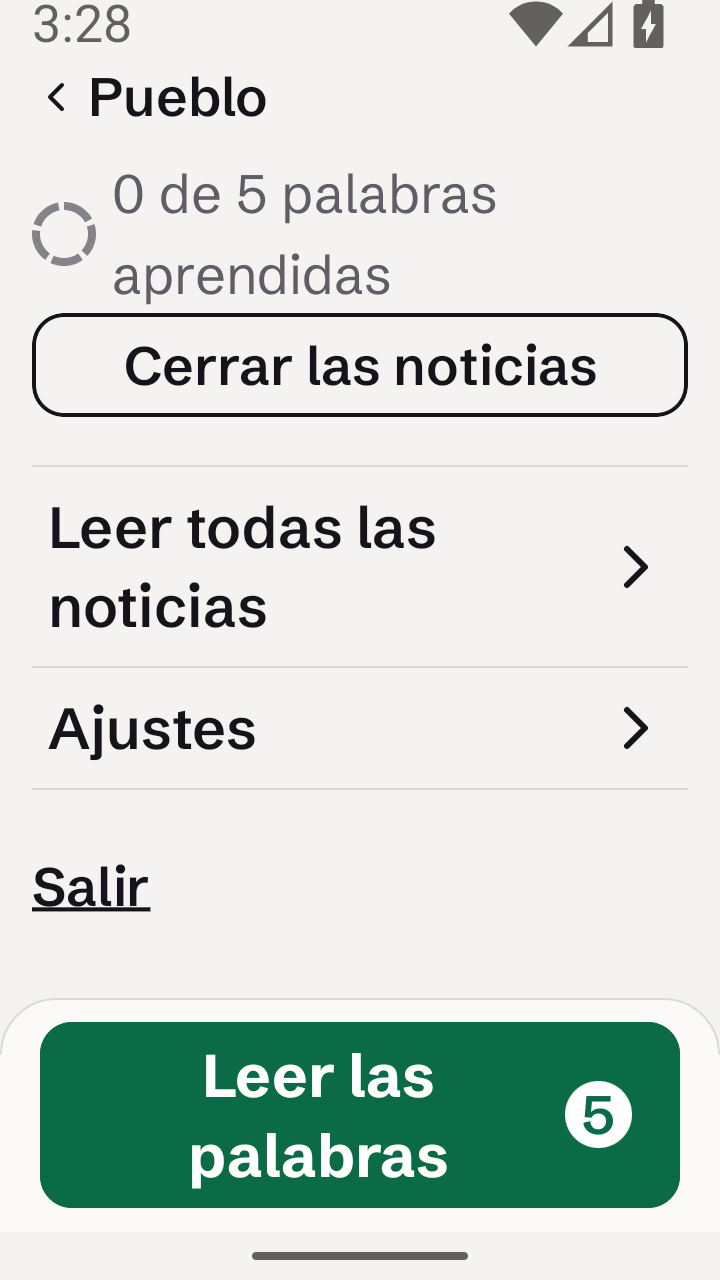 3:28
Pueblo
0 de 5 palabras
aprendidas
Cerrar las noticias
Leer todas las
noticias
Ajustes
Salir
Leer las
palabras
5